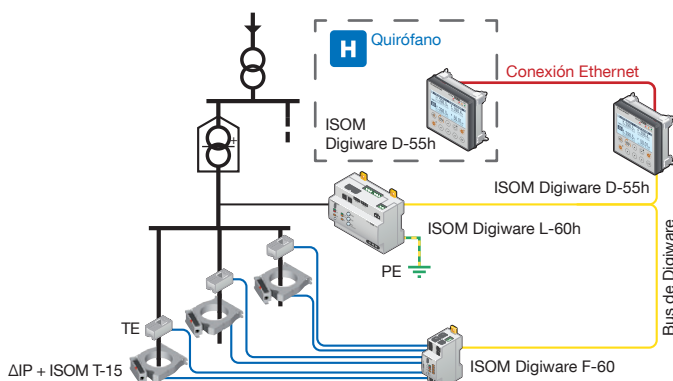 H Quirófano
Conexión Ethernet
ISOM
Digiware D-55h
ISOM Digiware D-55h
ISOM Digiware L-60h
PE
Bus de Digiware
TE
ΔIP + ISOM T-15
ISOM Digiware F-60